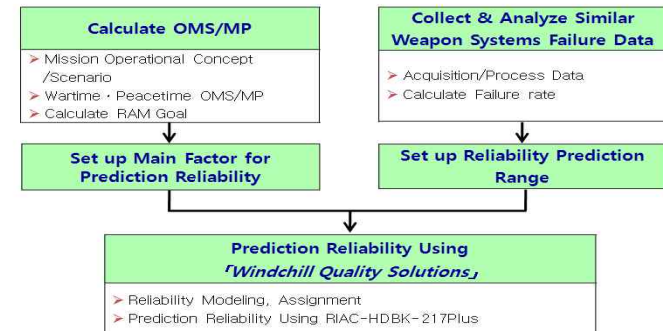 Calculate OMS/MP
➤ Mission Operational Concept
/Scenario
➤ Wartime・Peacetime OMS/MP
➤ Calculate RAM Goal
Collect & Analyze Similar
Weapon Systems Failure Data
➤ Acquisition/Process Data
➤ Calculate Failure rate
Set up Main Factor for
Prediction Reliability
Set up Reliability Prediction
Range
Prediction Reliability Using
「Windchill Quality Solutions」
➤ Reliability Modeling, Assignment
➤ Prediction Reliability Using RIAC-HDBK-217Plus